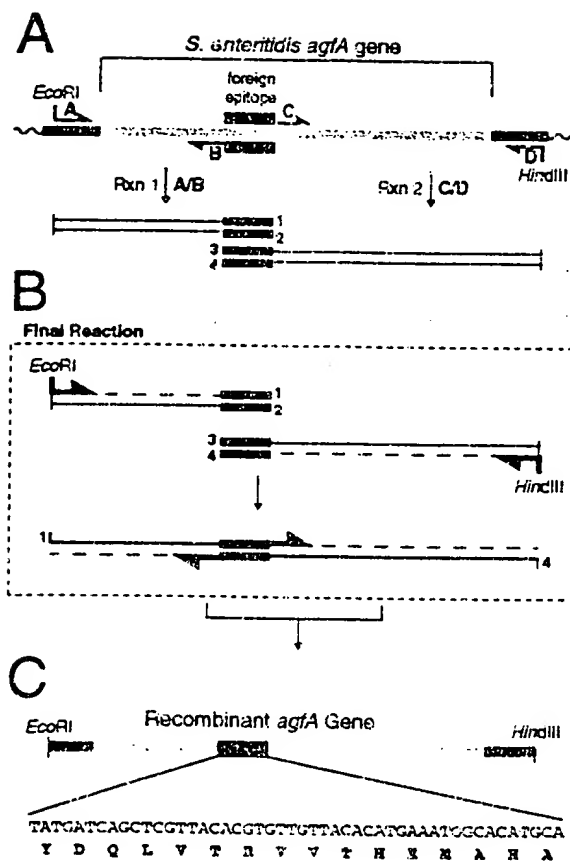 A
S. enteritidis agfA gene
EcoRI
foreign
epitope
A
C
B
D
HindIII
Rxn 1 A/B
Rxn 2 C/D
1
2
3
4
B
Final Reaction
EcoRI
1
2
3
4
HindIII
1
4
C
EcoRI Recombinant agfA Gene HindIII
TATGATCAGCTCGTTACACGTGTTGTTACACATGAAATGGCACATGCA
Y D Q L V T R V V T H E M A H A